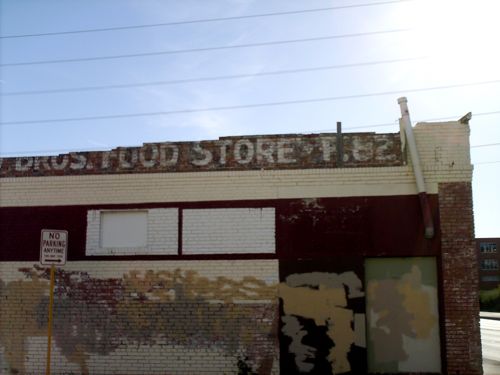 BROS. FOOD STORE
NO
PARKING
ANYTIME